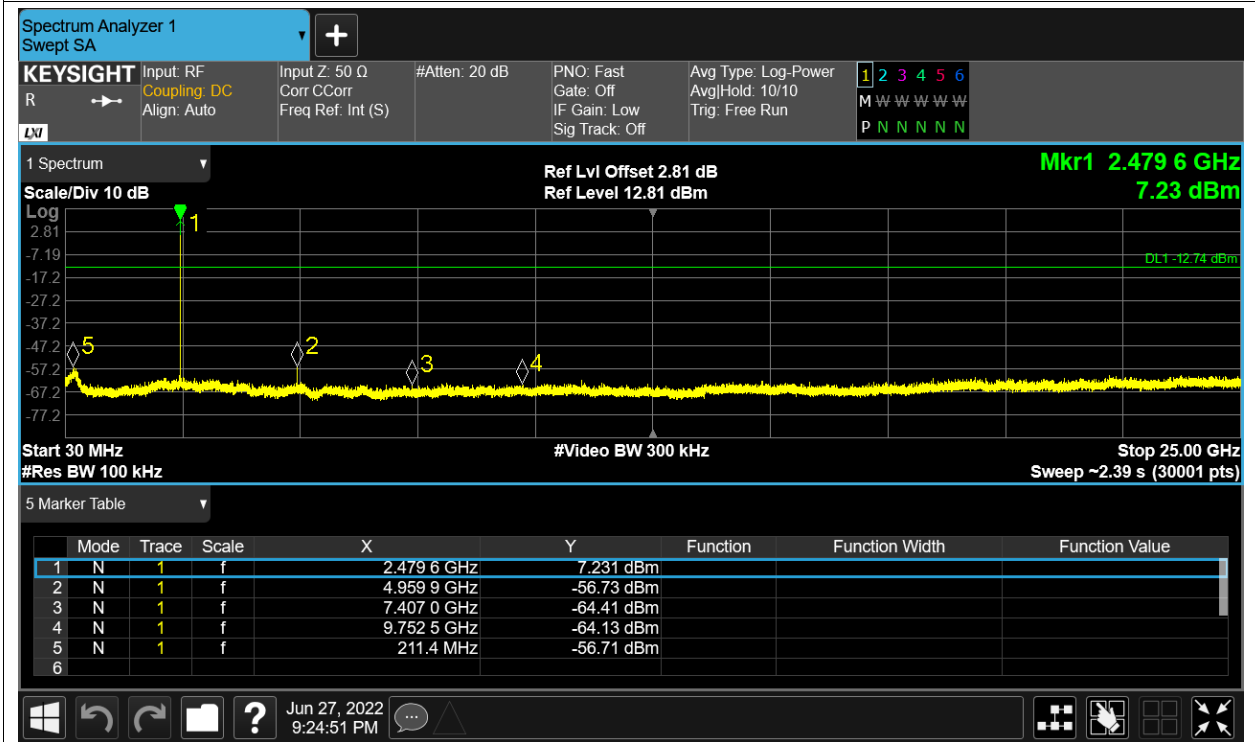 Spectrum Analyzer 1
Swept SA
KEYSIGHT
R
LXI
Input: RF
Coupling: DC
Align: Auto
Input Z: 50 Ω
Corr CCorr
Freq Ref: Int (S)
#Atten: 20 dB
PNO: Fast
Gate: Off
IF Gain: Low
Sig Track: Off
Avg Type: Log-Power
Avg|Hold: 10/10
Trig: Free Run
1 2 3 4 5 6
M W W W W W
P N N N N N
1 Spectrum
Scale/Div 10 dB
Ref Lvl Offset 2.81 dB
Ref Level 12.81 dBm
Mkr1 2.479 6 GHz
7.23 dBm
Log
2.81
-7.19
-17.2
-27.2
-37.2
-47.2
-57.2
-67.2
-77.2
1
DL1 -12.74 dBm
5
2
3
4
Start 30 MHz
#Video BW 300 kHz
Stop 25.00 GHz
#Res BW 100 kHz
Sweep ~2.39 s (30001 pts)
5 Marker Table
Mode Trace Scale X Y Function Function Width Function Value
1 N 1 f 2.479 6 GHz 7.231 dBm
2 N 1 f 4.959 9 GHz -56.73 dBm
3 N 1 f 7.407 0 GHz -64.41 dBm
4 N 1 f 9.752 5 GHz -64.13 dBm
5 N 1 f 211.4 MHz -56.71 dBm
6
?
Jun 27, 2022
9:24:51 PM